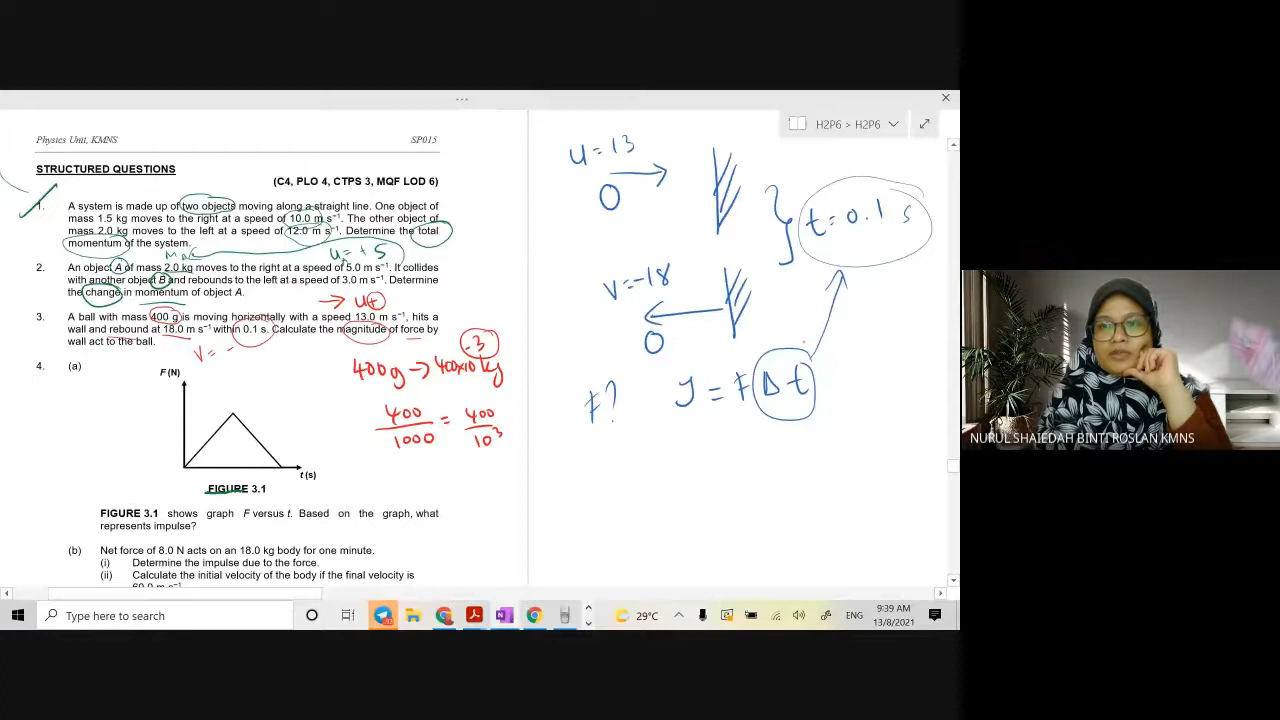 Physics Unit, KMNS SP015
STRUCTURED QUESTIONS
(C4, PLO 4, CTPS 3, MQF LOD 6)
1. A system is made up of two objects moving along a straight line. One object of
mass 1.5 kg moves to the right at a speed of 10.0 m s⁻¹. The other object of
mass 2.0 kg moves to the left at a speed of 12.0 m s⁻¹. Determine the total
momentum of the system.
u = + 5
2. An object A of mass 2.0 kg moves to the right at a speed of 5.0 m s⁻¹. It collides
with another object B and rebounds to the left at a speed of 3.0 m s⁻¹. Determine
the change in momentum of object A.
→ u +
3. A ball with mass 400 g is moving horizontally with a speed 13.0 m s⁻¹, hits a
wall and rebound at 18.0 m s⁻¹ within 0.1 s. Calculate the magnitude of force by
wall act to the ball.
v = -
400g → 400x10⁻³ kg
400/1000 = 400/10³
4. (a)
F (N)
t (s)
FIGURE 3.1
FIGURE 3.1 shows graph F versus t. Based on the graph, what
represents impulse?
(b) Net force of 8.0 N acts on an 18.0 kg body for one minute.
(i) Determine the impulse due to the force.
(ii) Calculate the initial velocity of the body if the final velocity is
60.0 m s⁻¹
H2P6 > H2P6
u = 13
t = 0.1 s
v = -18
F? J = F Δt
NURUL SHAIEDAH BINTI ROSLAN KMNS
Type here to search
29°C
ENG
9:39 AM
13/8/2021